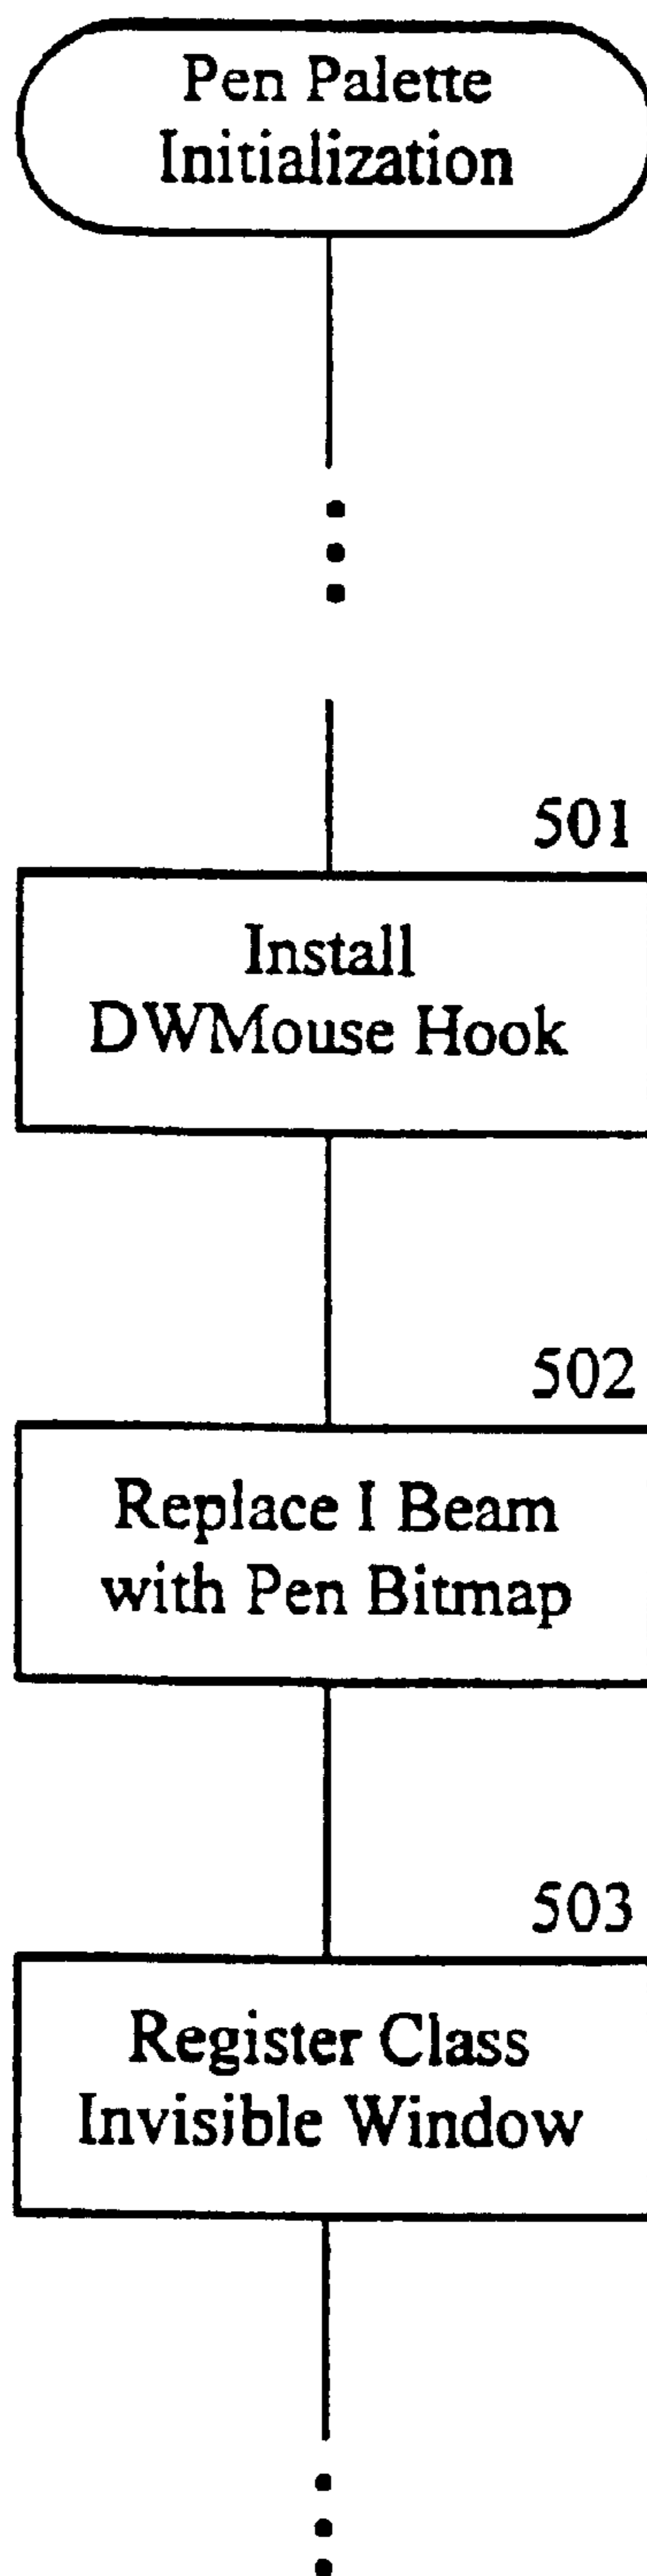 Pen Palette
Initialization
501
Install
DWMouse Hook
502
Replace I Beam
with Pen Bitmap
503
Register Class
Invisible Window